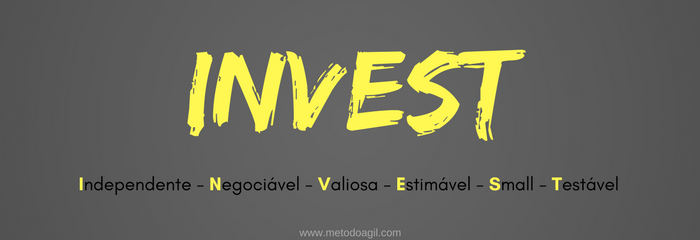 INVEST
Independente - Negociável - Valiosa - Estimável - Small - Testável
www.metodoagil.com